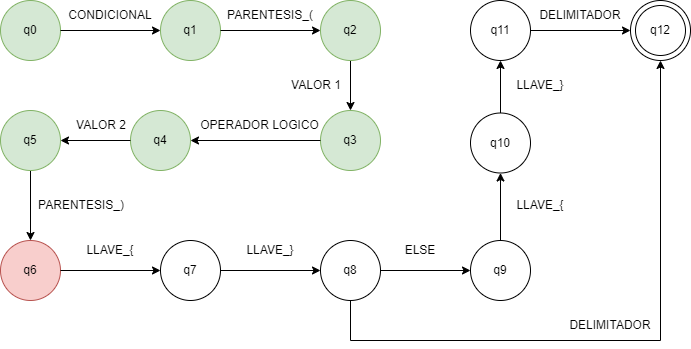 q0
CONDICIONAL
q1
PARENTESIS_(
q2
VALOR 1
q3
OPERADOR LOGICO
q4
VALOR 2
q5
PARENTESIS_)
q6
LLAVE_{
q7
LLAVE_}
q8
ELSE
q9
LLAVE_{
q10
LLAVE_}
q11
DELIMITADOR
q12
DELIMITADOR